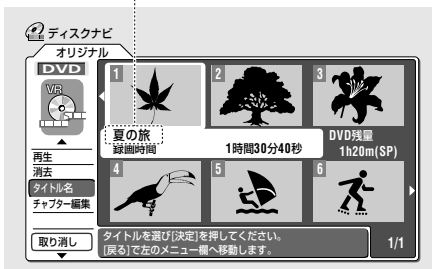 ディスクナビ
オリジナル
DVD
VR
1
2
3
夏の旅
録画時間 1時間30分40秒
DVD残量
1h20m(SP)
再生
消去
タイトル名
チャプター編集
4
5
6
取り消し
タイトルを選び[決定]を押してください。
[戻る]で左のメニュー欄へ移動します。
1/1